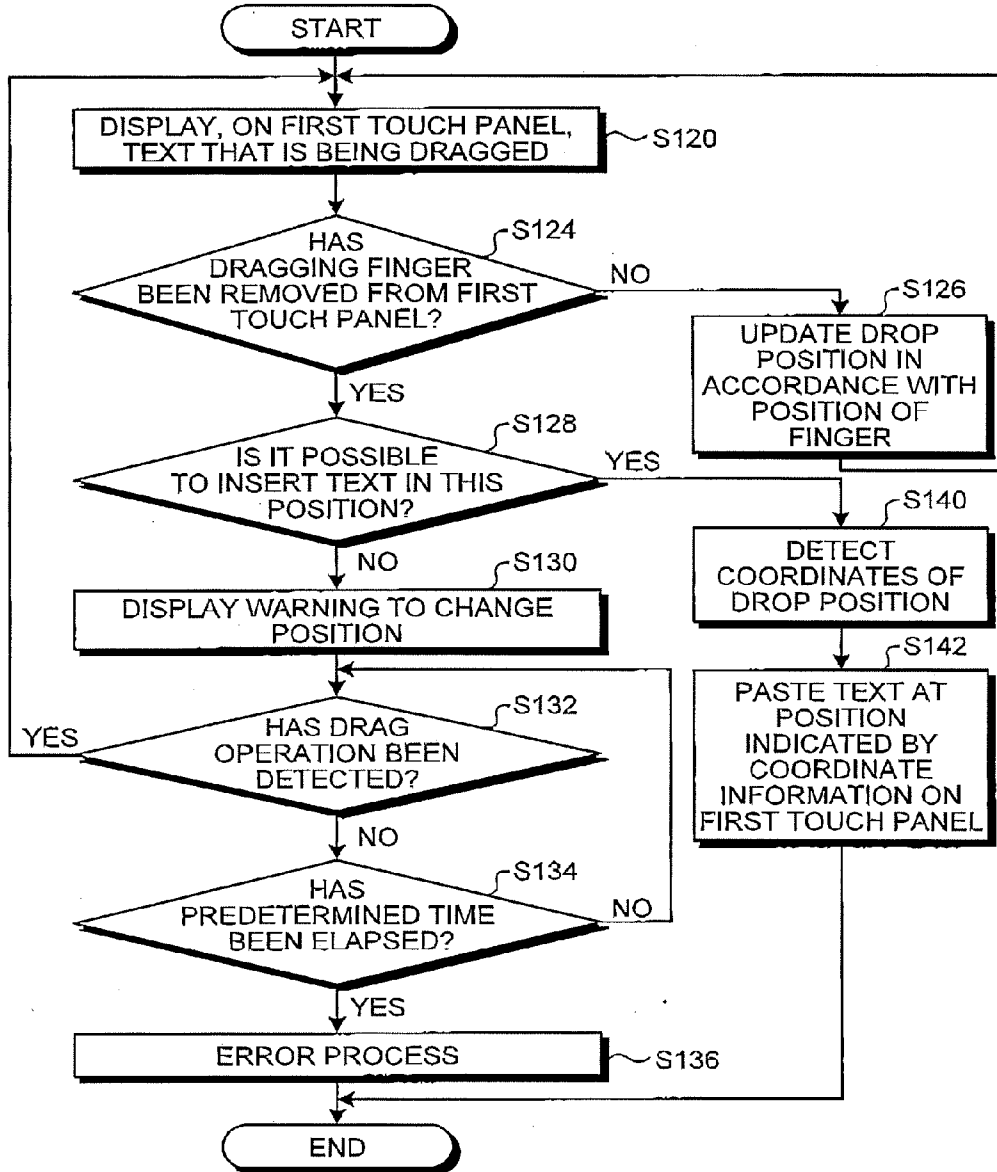 START
DISPLAY, ON FIRST TOUCH PANEL,
TEXT THAT IS BEING DRAGGED
S120
HAS
DRAGGING FINGER
BEEN REMOVED FROM FIRST
TOUCH PANEL?
S124
NO
YES
S126
UPDATE DROP
POSITION IN
ACCORDANCE WITH
POSITION OF
FINGER
S128
IS IT POSSIBLE
TO INSERT TEXT IN THIS
POSITION?
YES
NO
S140
DETECT
COORDINATES OF
DROP POSITION
S130
DISPLAY WARNING TO CHANGE
POSITION
S142
PASTE TEXT AT
POSITION
INDICATED BY
COORDINATE
INFORMATION ON
FIRST TOUCH PANEL
S132
HAS DRAG
OPERATION BEEN
DETECTED?
YES
NO
S134
HAS
PREDETERMINED TIME
BEEN ELAPSED?
NO
YES
ERROR PROCESS
S136
END